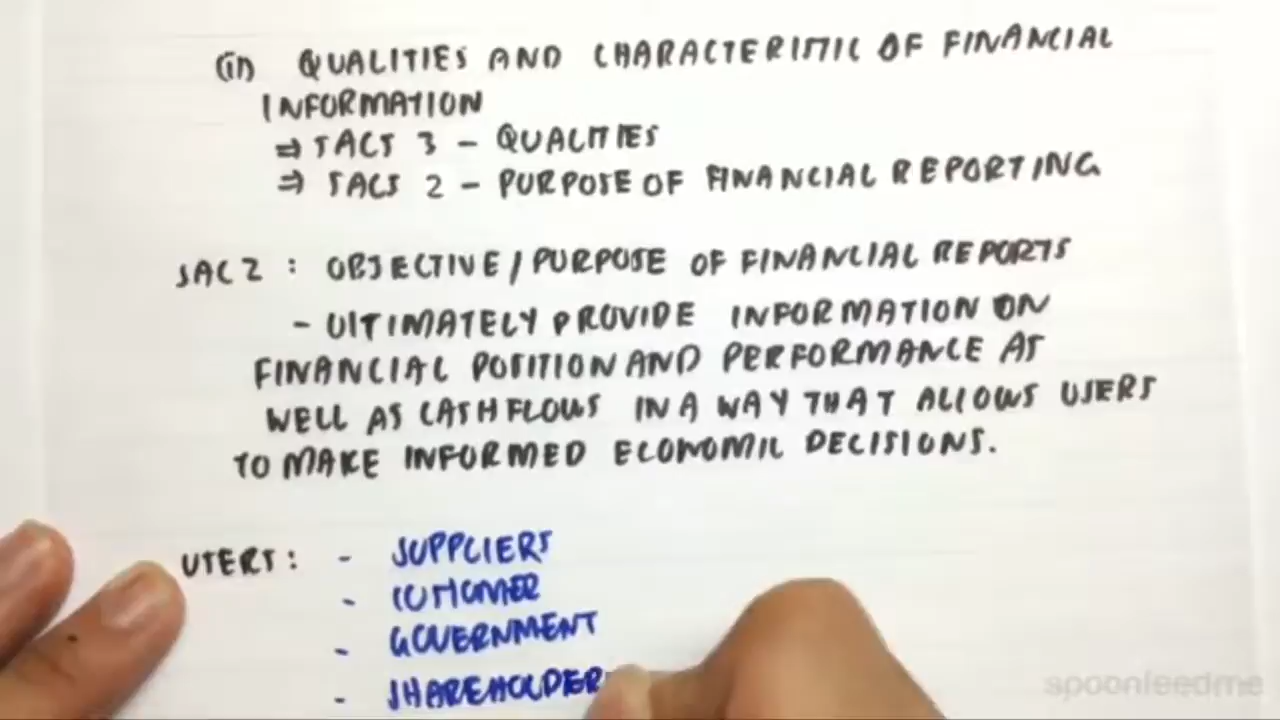 (ii) QUALITIES AND CHARACTERISTIC OF FINANCIAL
INFORMATION
⇒ SACS 3 - QUALITIES
⇒ SACS 2 - PURPOSE OF FINANCIAL REPORTING
SAC 2 : OBJECTIVE / PURPOSE OF FINANCIAL REPORTS
- ULTIMATELY PROVIDE INFORMATION ON
FINANCIAL POSITION AND PERFORMANCE AS
WELL AS CASHFLOWS IN A WAY THAT ALLOWS USERS
TO MAKE INFORMED ECONOMIC DECISIONS.
USERS : - SUPPLIERS
- CUSTOMER
- GOVERNMENT
- SHAREHOLDER
spoonfeedme